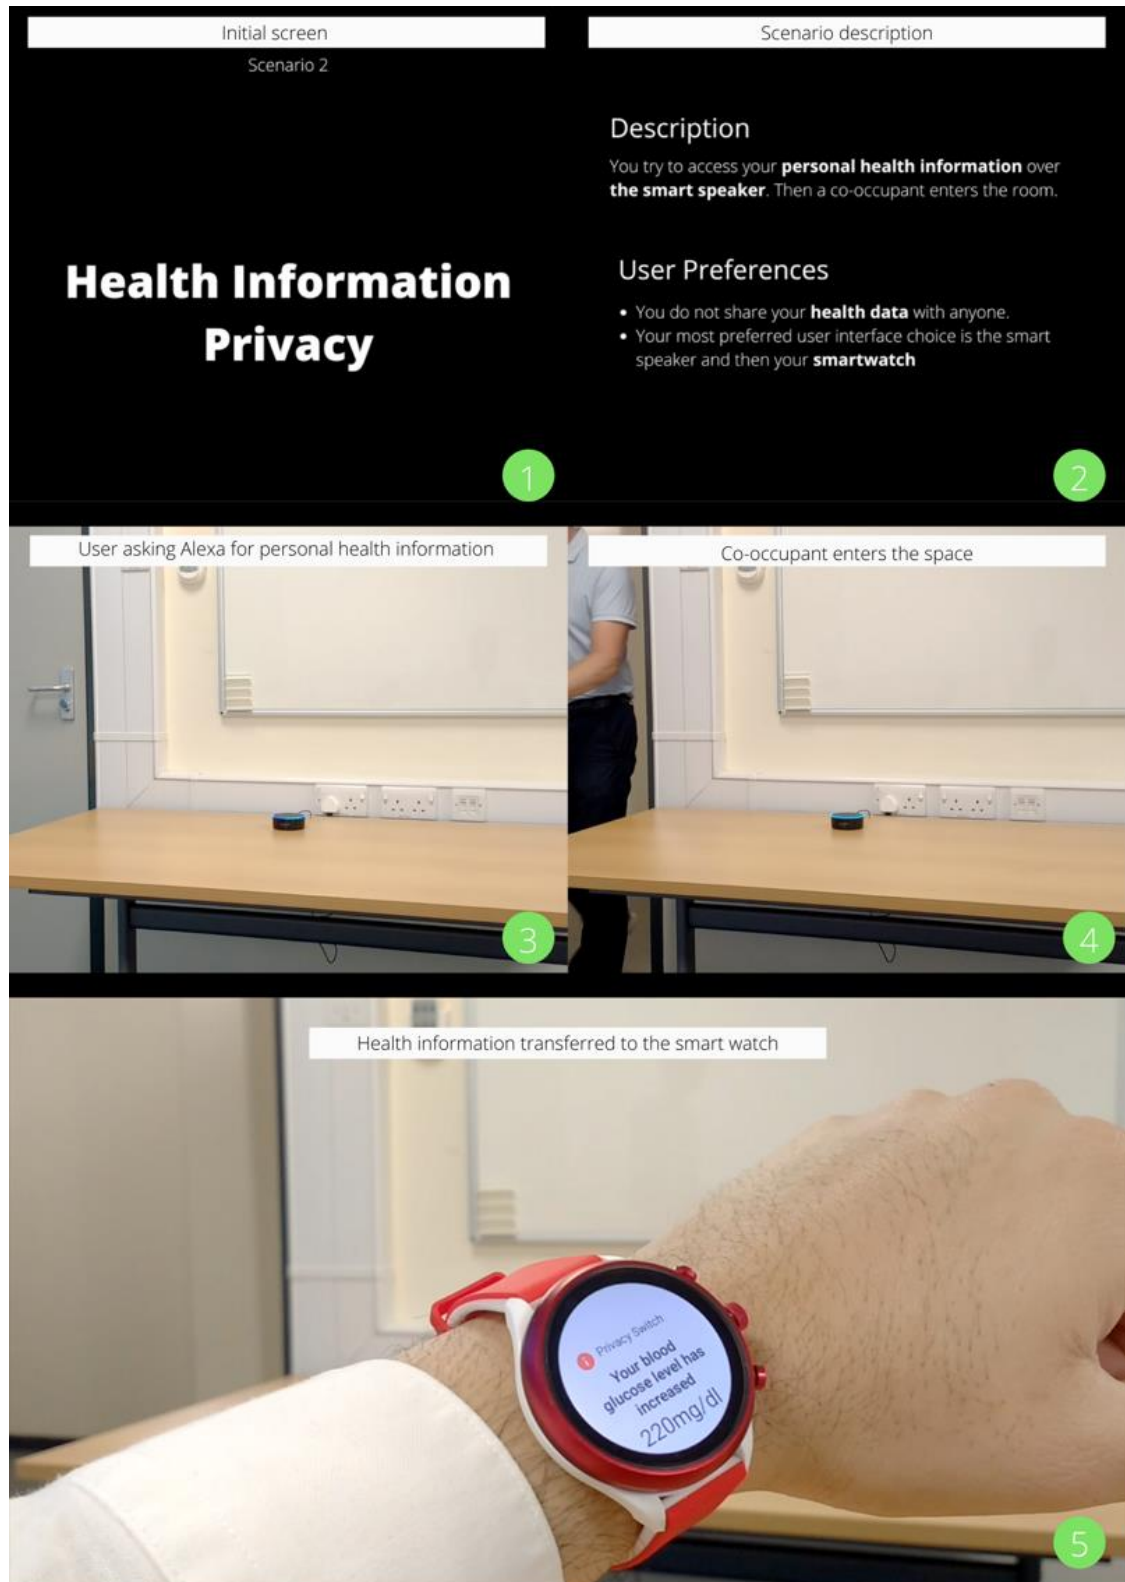 Initial screen
Scenario 2
Health Information
Privacy
1
Scenario description
Description
You try to access your personal health information over
the smart speaker. Then a co-occupant enters the room.
User Preferences
• You do not share your health data with anyone.
• Your most preferred user interface choice is the smart
speaker and then your smartwatch
2
User asking Alexa for personal health information
3
Co-occupant enters the space
4
Health information transferred to the smart watch
Privacy Switch
Your blood
glucose level has
increased
220mg/dl
5